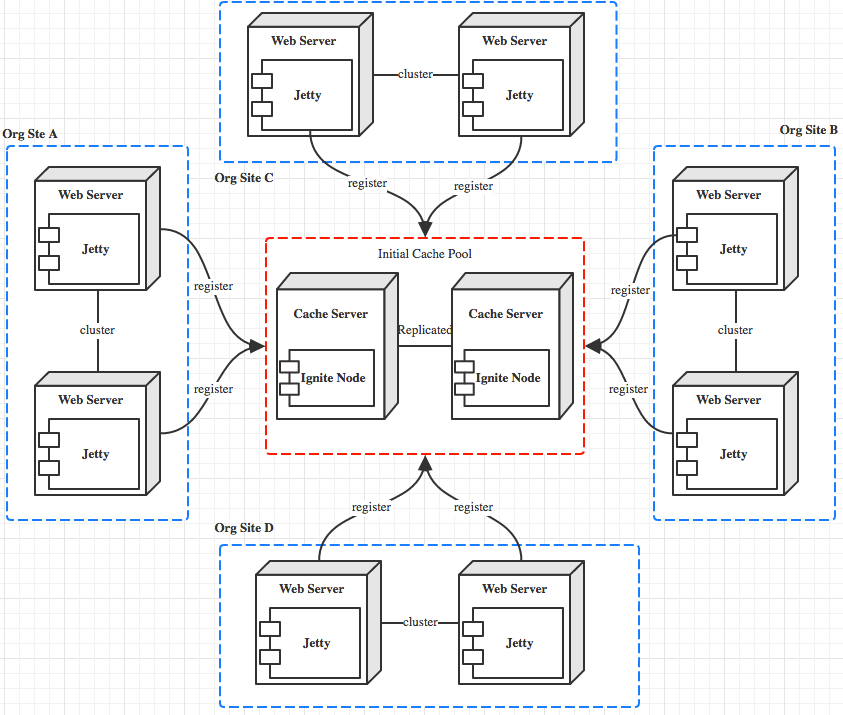 Web Server
Web Server
cluster
Jetty
Jetty
Org Ste A
Org Site B
Org Site C
register
register
Web Server
Jetty
cluster
Web Server
Jetty
register
register
Initial Cache Pool
Cache Server
Cache Server
Replicated
Ignite Node
Ignite Node
register
register
Web Server
Jetty
cluster
Web Server
Jetty
register
register
Org Site D
Web Server
Web Server
cluster
Jetty
Jetty